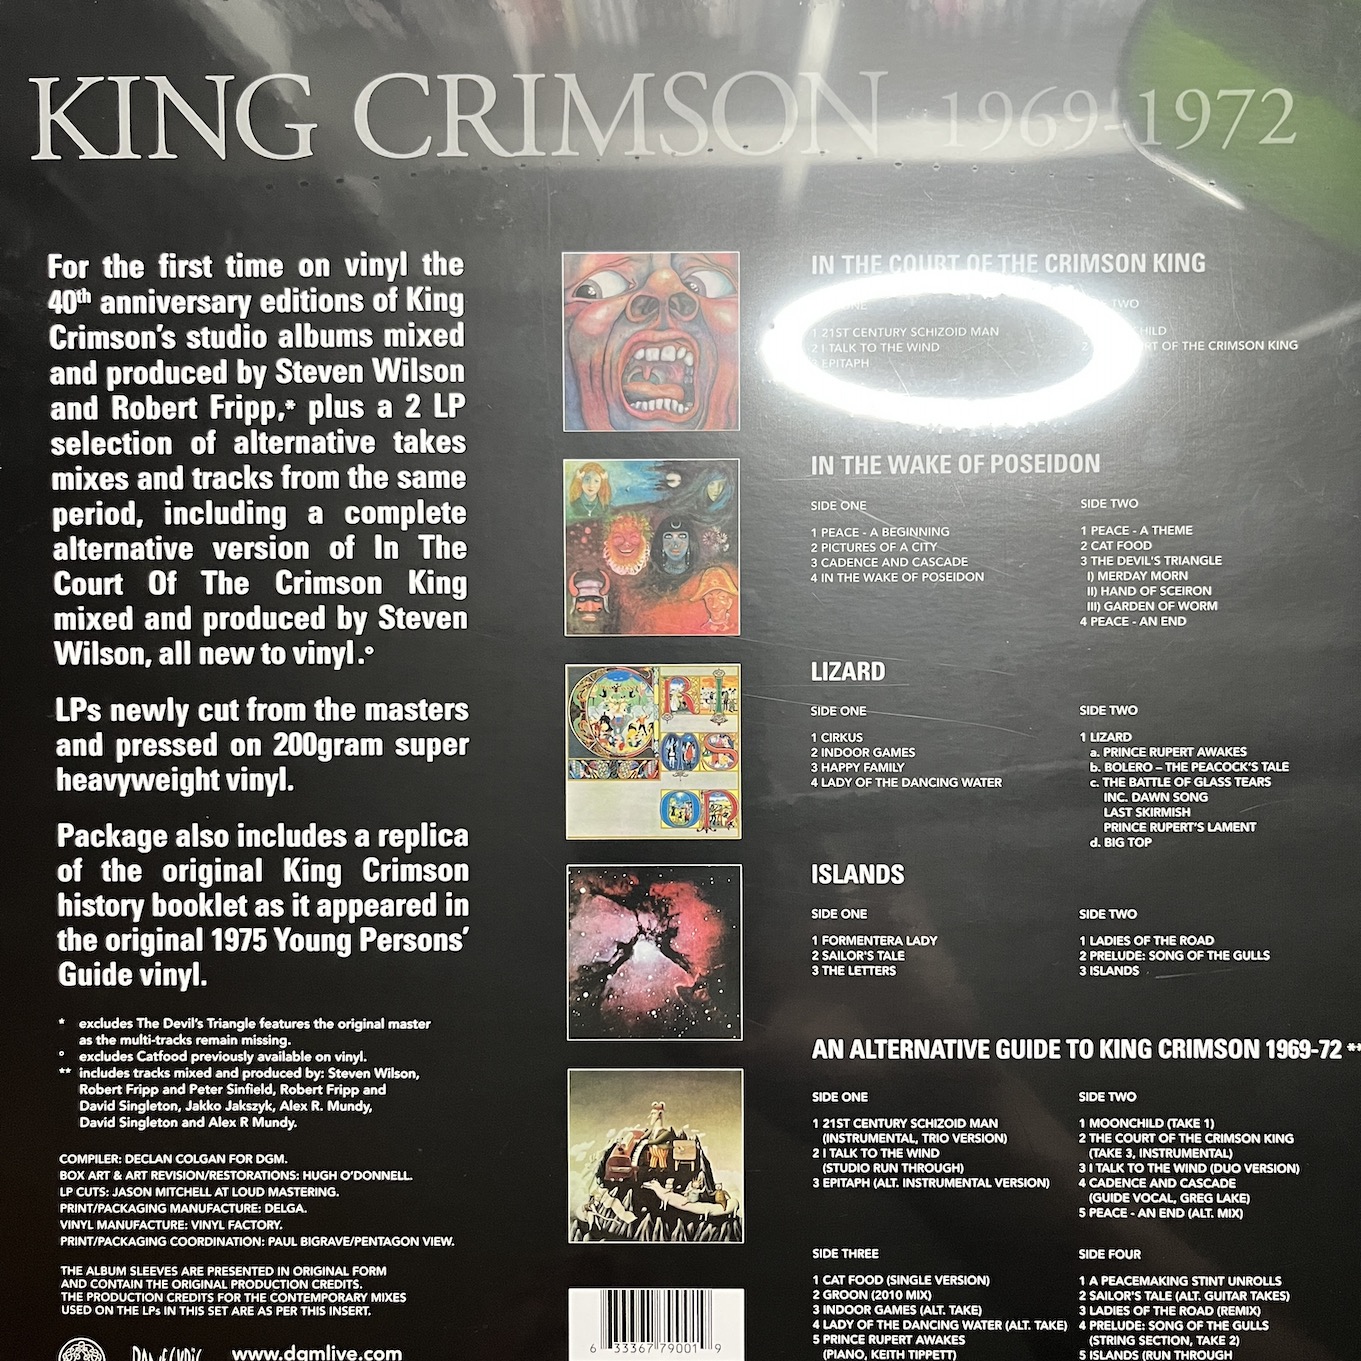 KING CRIMSON 1969-1972
For the first time on vinyl the
40th anniversary editions of King
Crimson's studio albums mixed
and produced by Steven Wilson
and Robert Fripp,* plus a 2 LP
selection of alternative takes
mixes and tracks from the same
period, including a complete
alternative version of In The
Court Of The Crimson King
mixed and produced by Steven
Wilson, all new to vinyl.°
LPs newly cut from the masters
and pressed on 200gram super
heavyweight vinyl.
Package also includes a replica
of the original King Crimson
history booklet as it appeared in
the original 1975 Young Persons'
Guide vinyl.
* excludes The Devil's Triangle features the original master
as the multi-tracks remain missing.
° excludes Catfood previously available on vinyl.
** includes tracks mixed and produced by: Steven Wilson,
Robert Fripp and Peter Sinfield, Robert Fripp and
David Singleton, Jakko Jakszyk, Alex R. Mundy,
David Singleton and Alex R Mundy.
COMPILER: DECLAN COLGAN FOR DGM.
BOX ART & ART REVISION/RESTORATIONS: HUGH O'DONNELL.
LP CUTS: JASON MITCHELL AT LOUD MASTERING.
PRINT/PACKAGING MANUFACTURE: DELGA.
VINYL MANUFACTURE: VINYL FACTORY.
PRINT/PACKAGING COORDINATION: PAUL BIGRAVE/PENTAGON VIEW.
THE ALBUM SLEEVES ARE PRESENTED IN ORIGINAL FORM
AND CONTAIN THE ORIGINAL PRODUCTION CREDITS.
THE PRODUCTION CREDITS FOR THE CONTEMPORARY MIXES
USED ON THE LPs IN THIS SET ARE AS PER THIS INSERT.
www.dgmlive.com
6 33367 79001 9
IN THE COURT OF THE CRIMSON KING
ONE
1 21ST CENTURY SCHIZOID MAN
2 I TALK TO THE WIND
3 EPITAPH
TWO
2 OF THE CRIMSON KING
IN THE WAKE OF POSEIDON
SIDE ONE
1 PEACE - A BEGINNING
2 PICTURES OF A CITY
3 CADENCE AND CASCADE
4 IN THE WAKE OF POSEIDON
SIDE TWO
1 PEACE - A THEME
2 CAT FOOD
3 THE DEVIL'S TRIANGLE
I) MERDAY MORN
II) HAND OF SCEIRON
III) GARDEN OF WORM
4 PEACE - AN END
LIZARD
SIDE ONE
1 CIRKUS
2 INDOOR GAMES
3 HAPPY FAMILY
4 LADY OF THE DANCING WATER
SIDE TWO
1 LIZARD
a. PRINCE RUPERT AWAKES
b. BOLERO – THE PEACOCK'S TALE
c. THE BATTLE OF GLASS TEARS
INC. DAWN SONG
LAST SKIRMISH
PRINCE RUPERT'S LAMENT
d. BIG TOP
ISLANDS
SIDE ONE
1 FORMENTERA LADY
2 SAILOR'S TALE
3 THE LETTERS
SIDE TWO
1 LADIES OF THE ROAD
2 PRELUDE: SONG OF THE GULLS
3 ISLANDS
AN ALTERNATIVE GUIDE TO KING CRIMSON 1969-72 **
SIDE ONE
1 21ST CENTURY SCHIZOID MAN
(INSTRUMENTAL, TRIO VERSION)
2 I TALK TO THE WIND
(STUDIO RUN THROUGH)
3 EPITAPH (ALT. INSTRUMENTAL VERSION)
SIDE TWO
1 MOONCHILD (TAKE 1)
2 THE COURT OF THE CRIMSON KING
(TAKE 3, INSTRUMENTAL)
3 I TALK TO THE WIND (DUO VERSION)
4 CADENCE AND CASCADE
(GUIDE VOCAL, GREG LAKE)
5 PEACE - AN END (ALT. MIX)
SIDE THREE
1 CAT FOOD (SINGLE VERSION)
2 GROON (2010 MIX)
3 INDOOR GAMES (ALT. TAKE)
4 LADY OF THE DANCING WATER (ALT. TAKE)
5 PRINCE RUPERT AWAKES
(PIANO, KEITH TIPPETT)
SIDE FOUR
1 A PEACEMAKING STINT UNROLLS
2 SAILOR'S TALE (ALT. GUITAR TAKES)
3 LADIES OF THE ROAD (REMIX)
4 PRELUDE: SONG OF THE GULLS
(STRING SECTION, TAKE 2)
5 ISLANDS (RUN THROUGH